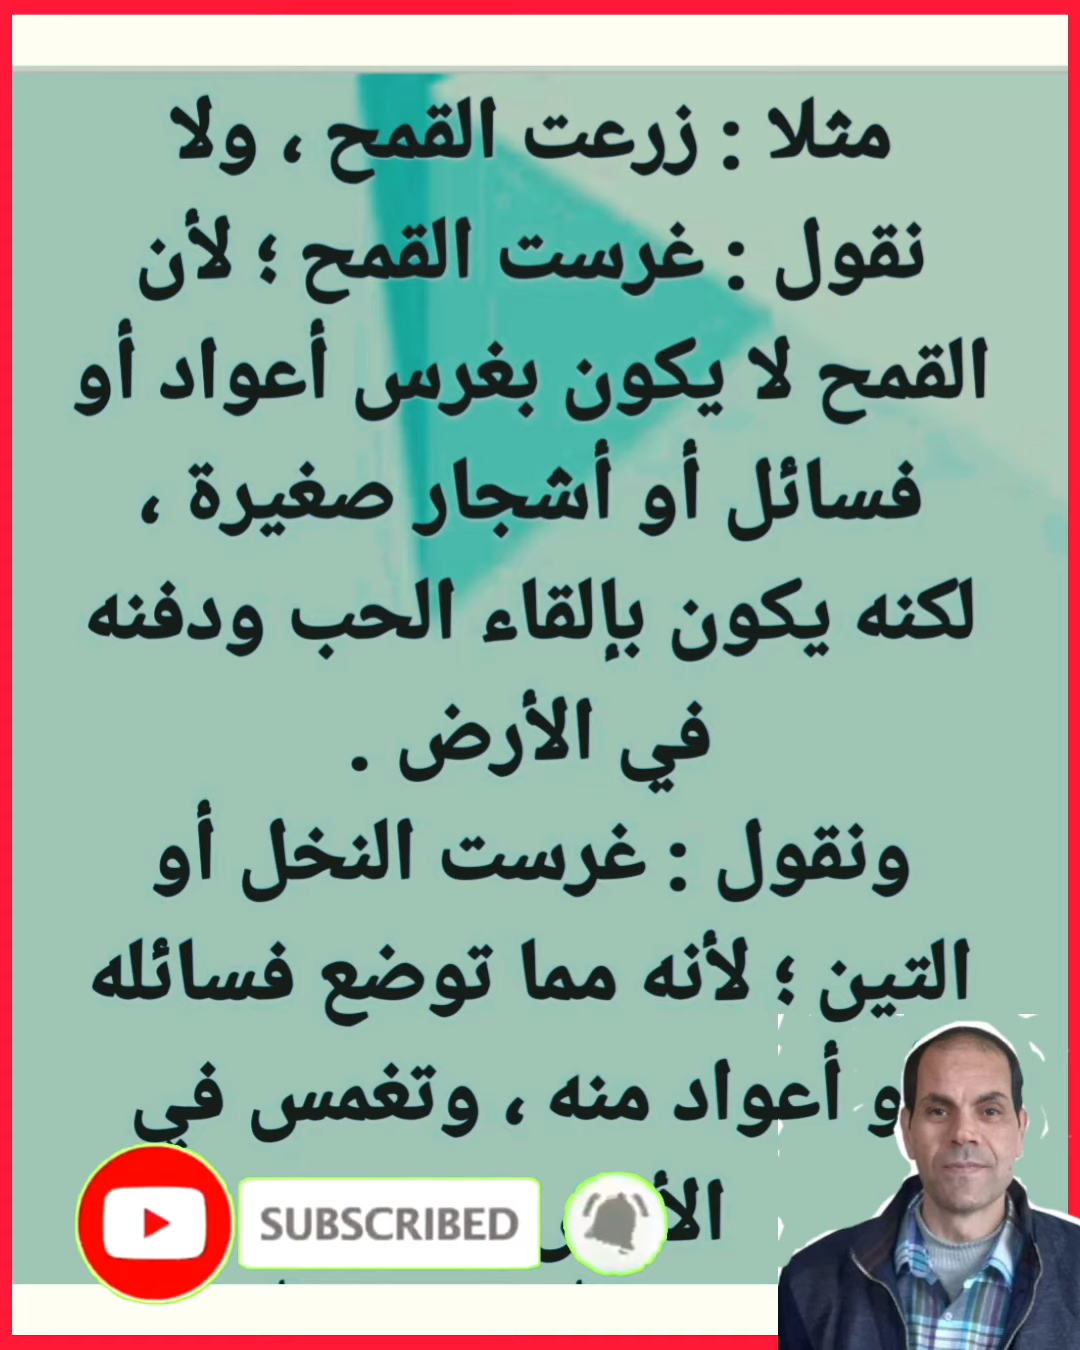 مثلا : زرعت القمح ، ولا
نقول : غرست القمح ؛ لأن
القمح لا يكون بغرس أعواد أو
فسائل أو أشجار صغيرة ،
لكنه يكون بإلقاء الحب ودفنه
في الأرض .
ونقول : غرست النخل أو
التين ؛ لأنه مما توضع فسائله
أعواد منه ، وتغمس في
SUBSCRIBED